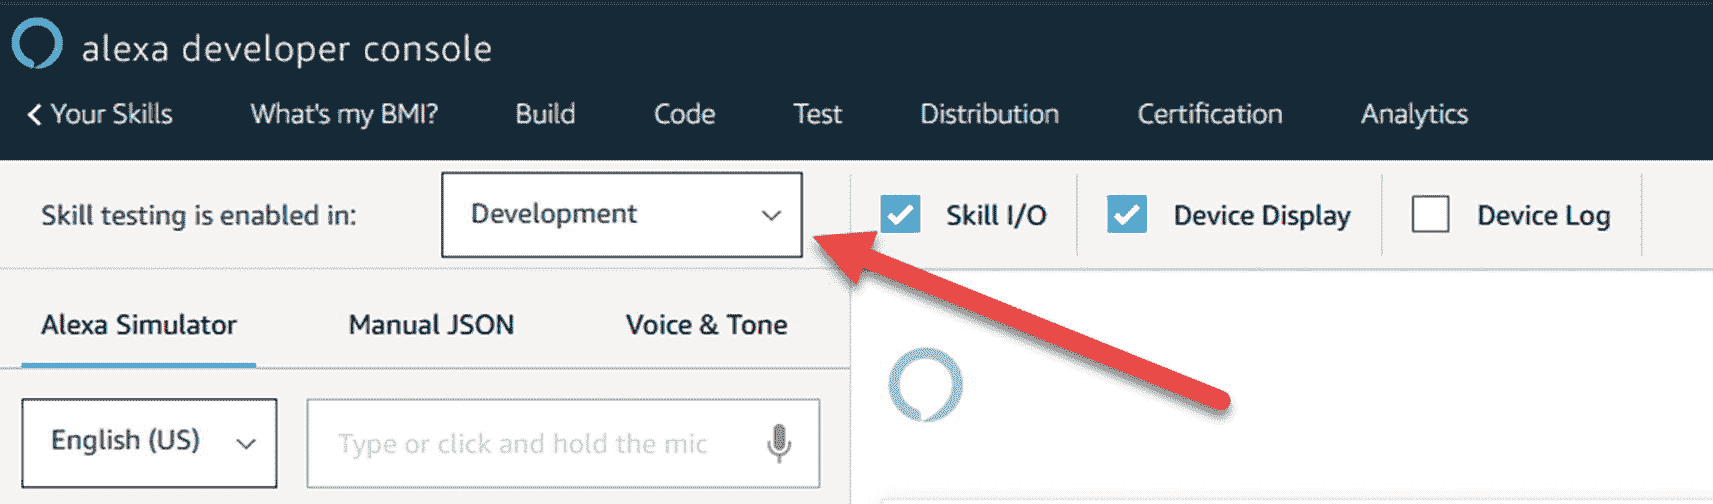 alexa developer console
Your Skills What's my BMI? Build Code Test Distribution Certification Analytics
Skill testing is enabled in: Development Skill I/O Device Display Device Log
Alexa Simulator Manual JSON Voice & Tone
English (US) Type or click and hold the mic